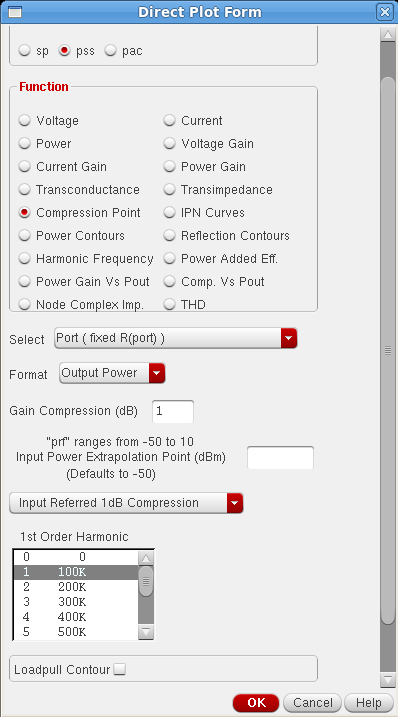 Direct Plot Form
sp pss pac
Function
Voltage Current
Power Voltage Gain
Current Gain Power Gain
Transconductance Transimpedance
Compression Point IPN Curves
Power Contours Reflection Contours
Harmonic Frequency Power Added Eff.
Power Gain Vs Pout Comp. Vs Pout
Node Complex Imp. THD
Select Port ( fixed R(port) )
Format Output Power
Gain Compression (dB) 1
"prf" ranges from -50 to 10
Input Power Extrapolation Point (dBm)
(Defaults to -50)
Input Referred 1dB Compression
1st Order Harmonic
0 0
1 100K
2 200K
3 300K
4 400K
5 500K
Loadpull Contour
OK Cancel Help